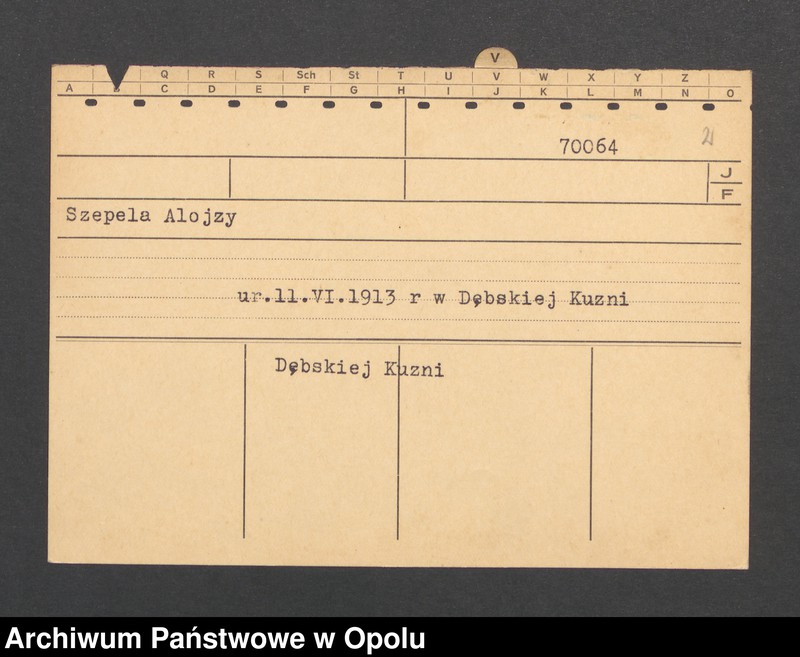 V
Q R S Sch St T U V W X Y Z
A C D E F G H I J K L M N O
70064
J
F
Szepela Alojzy
ur.11.VI.1913 r w Dębskiej Kuzni
Dębskiej Kuzni
Archiwum Państwowe w Opolu